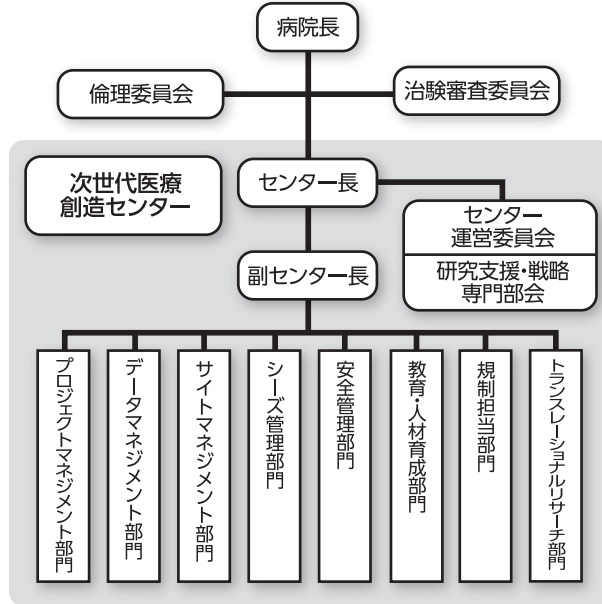 病院長
倫理委員会
治験審査委員会
次世代医療
創造センター
センター長
センター
運営委員会
研究支援・戦略
専門部会
副センター長
プロジェクトマネジメント部門
データマネジメント部門
サイトマネジメント部門
シーズ管理部門
安全管理部門
教育・人材育成部門
規制担当部門
トランスレーショナルリサーチ部門